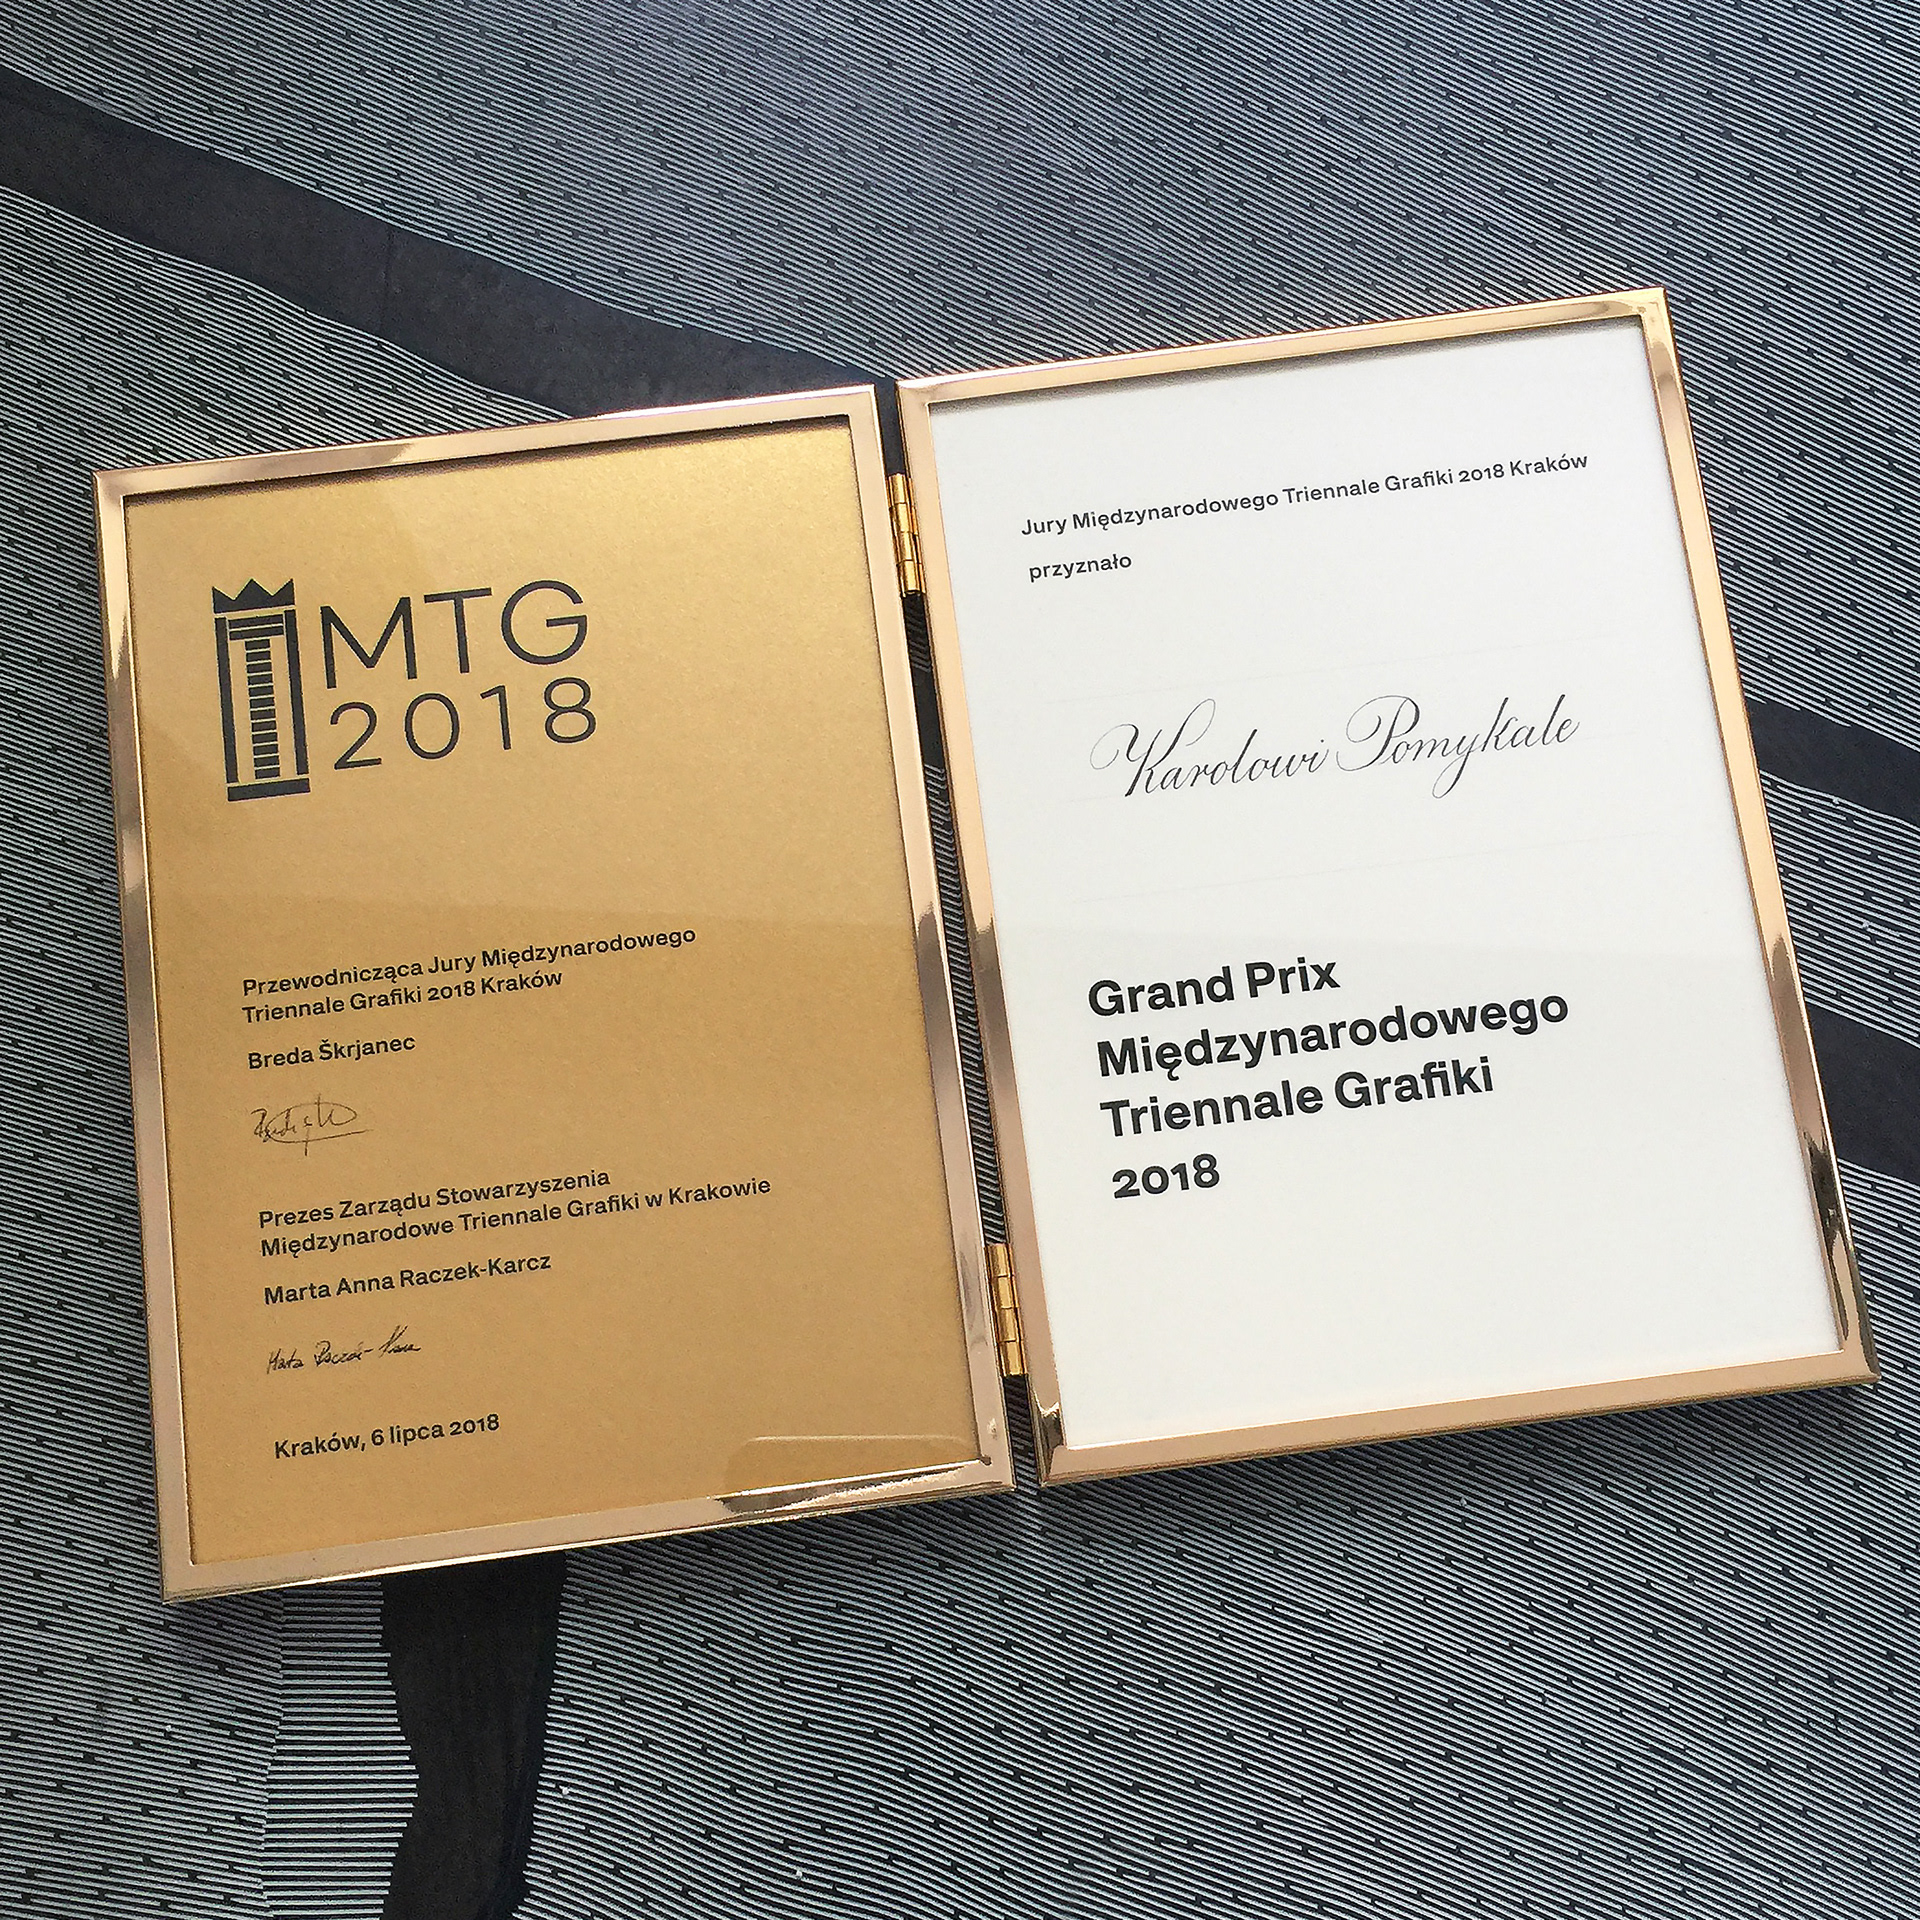 MTG
2018
Przewodnicząca Jury Międzynarodowego
Triennale Grafiki 2018 Kraków
Breda Škrjanec
Prezes Zarządu Stowarzyszenia
Międzynarodowe Triennale Grafiki w Krakowie
Marta Anna Raczek-Karcz
Kraków, 6 lipca 2018
Jury Międzynarodowego Triennale Grafiki 2018 Kraków
przyznało
Karolowi Pomykale
Grand Prix
Międzynarodowego
Triennale Grafiki
2018